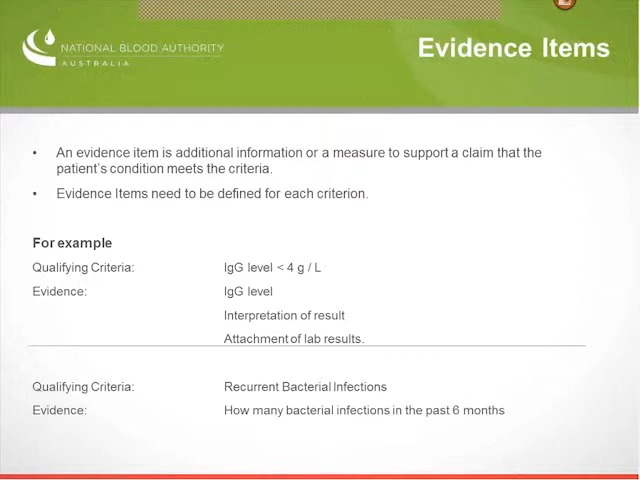 NATIONAL BLOOD AUTHORITY
AUSTRALIA
Evidence Items
• An evidence item is additional information or a measure to support a claim that the
patient's condition meets the criteria.
• Evidence Items need to be defined for each criterion.
For example
Qualifying Criteria: IgG level < 4 g / L
Evidence: IgG level
Interpretation of result
Attachment of lab results.
Qualifying Criteria: Recurrent Bacterial Infections
Evidence: How many bacterial infections in the past 6 months